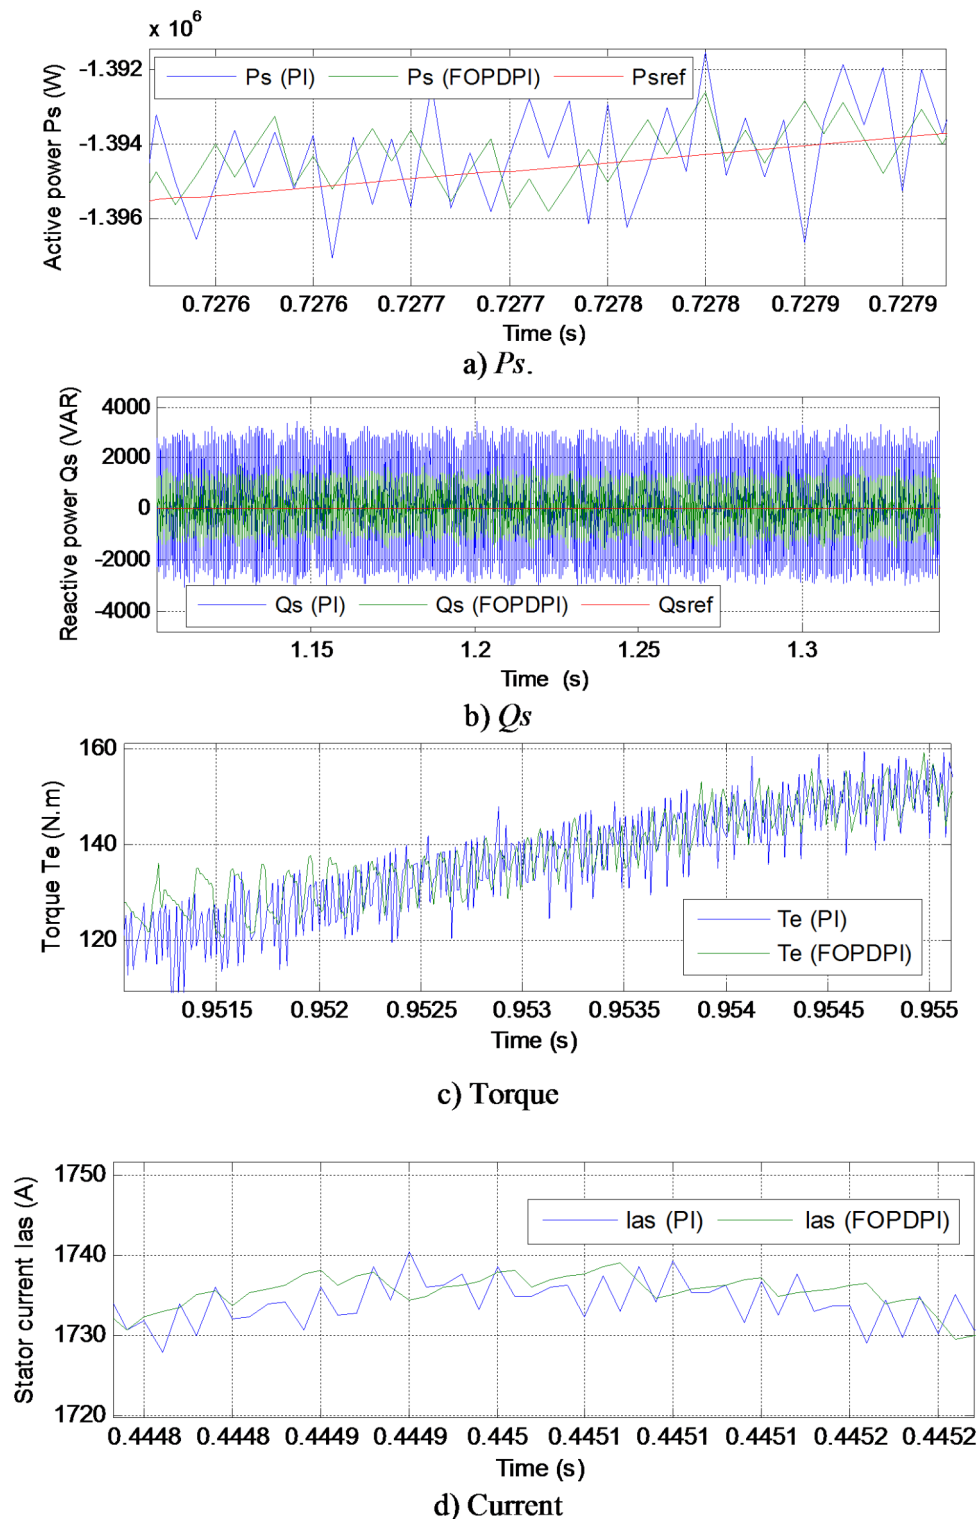 x 10⁶
-1.392
-1.394
-1.396
Active power Ps (W)
Ps (PI) Ps (FOPDPI) Psref
0.7276 0.7276 0.7277 0.7277 0.7278 0.7278 0.7279 0.7279
Time (s)
a) Ps.
4000
2000
0
-2000
-4000
Reactive power Qs (VAR)
Qs (PI) Qs (FOPDPI) Qsref
1.15 1.2 1.25 1.3
Time (s)
b) Qs
160
140
120
Torque Te (N.m)
Te (PI)
Te (FOPDPI)
0.9515 0.952 0.9525 0.953 0.9535 0.954 0.9545 0.955
Time (s)
c) Torque
1750
1740
1730
1720
Stator current Ias (A)
Ias (PI) Ias (FOPDPI)
0.4448 0.4448 0.4449 0.4449 0.445 0.445 0.4451 0.4451 0.4452 0.4452
Time (s)
d) Current